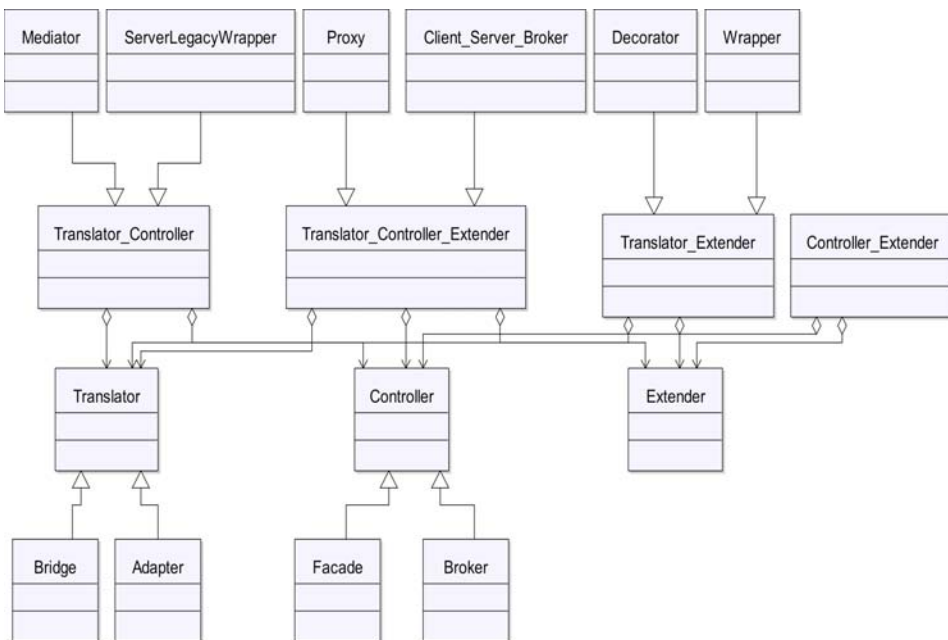 Mediator
ServerLegacyWrapper
Proxy
Client_Server_Broker
Decorator
Wrapper
Translator_Controller
Translator_Controller_Extender
Translator_Extender
Controller_Extender
Translator
Controller
Extender
Bridge
Adapter
Facade
Broker